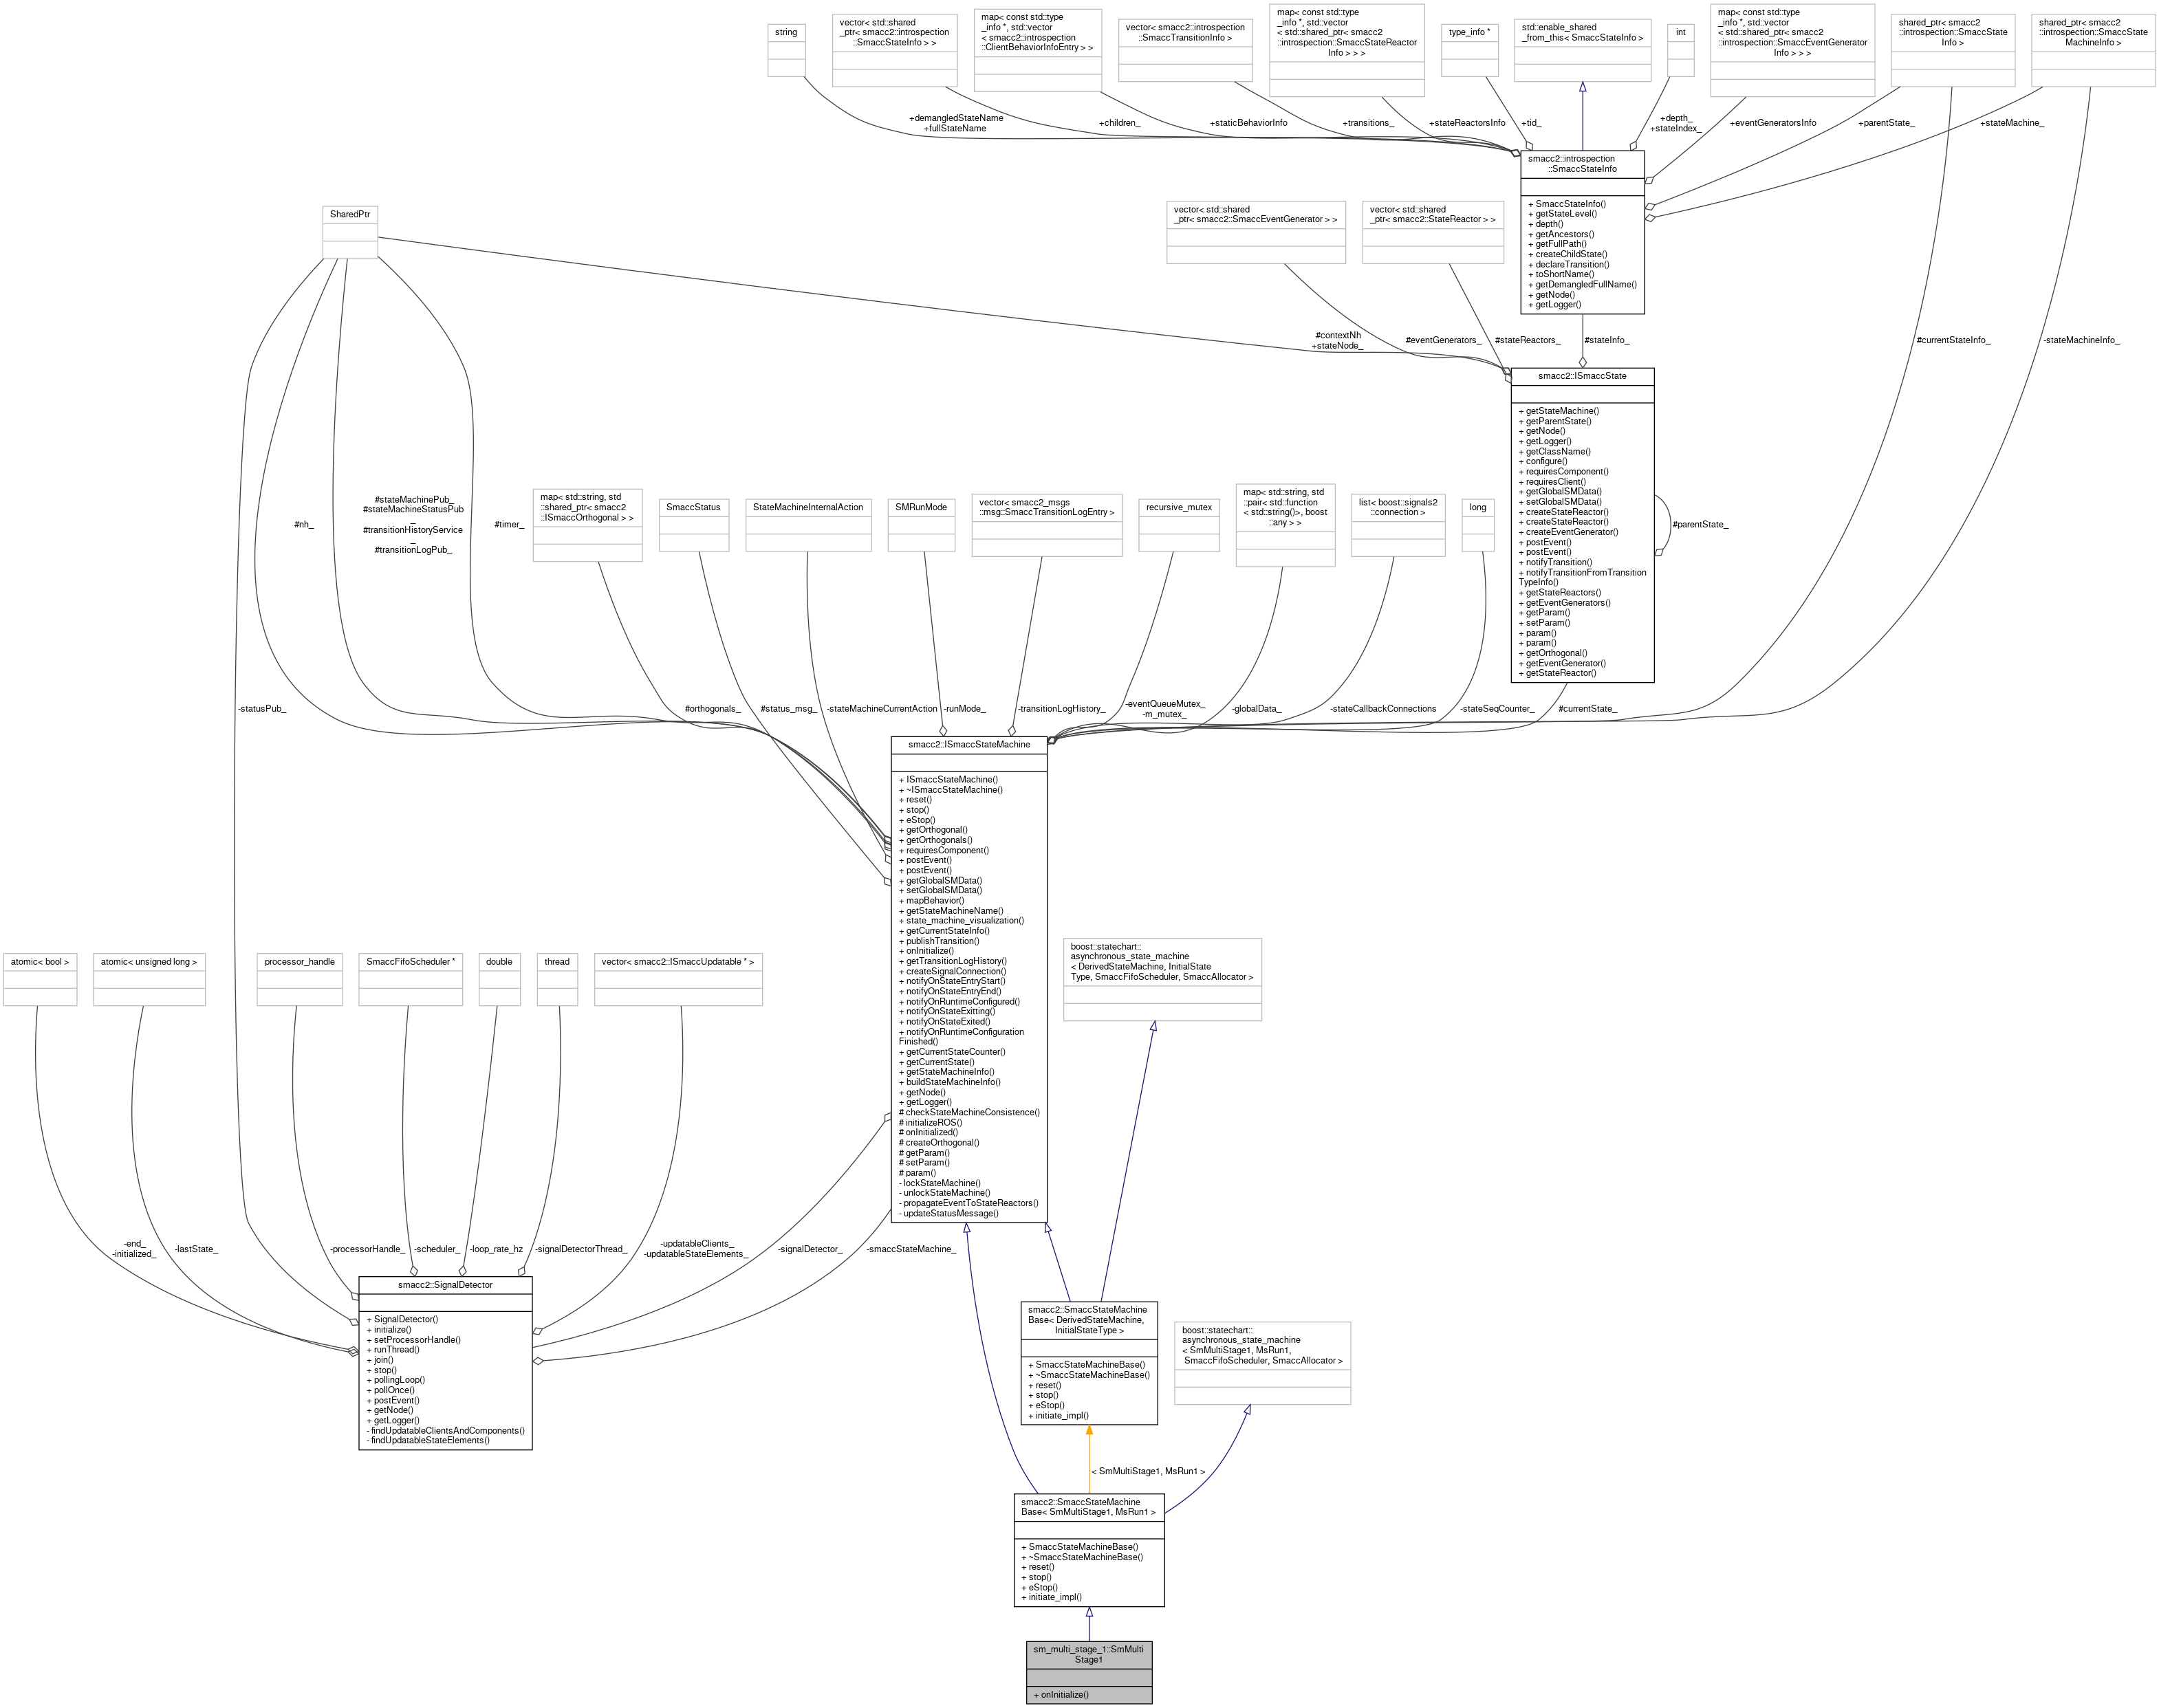 string
vector< std::shared
_ptr< smacc2::introspection
::SmaccStateInfo > >
map< const std::type
_info *, std::vector
< smacc2::introspection
::ClientBehaviorInfoEntry > >
vector< smacc2::introspection
::SmaccTransitionInfo >
map< const std::type
_info *, std::vector
< std::shared_ptr< smacc2
::introspection::SmaccStateReactor
Info > > >
type_info *
std::enable_shared
_from_this< SmaccStateInfo >
int
map< const std::type
_info *, std::vector
< std::shared_ptr< smacc2
::introspection::SmaccEventGenerator
Info > > >
shared_ptr< smacc2
::introspection::SmaccState
Info >
shared_ptr< smacc2
::introspection::SmaccState
MachineInfo >
+demangledStateName
+fullStateName
+children_
+staticBehaviorInfo
+transitions_
+stateReactorsInfo
+tid_
+depth_
+stateIndex_
+eventGeneratorsInfo
+parentState_
+stateMachine_
smacc2::introspection
::SmaccStateInfo
+ SmaccStateInfo()
+ getStateLevel()
+ depth()
+ getAncestors()
+ getFullPath()
+ createChildState()
+ declareTransition()
+ toShortName()
+ getDemangledFullName()
+ getNode()
+ getLogger()
SharedPtr
vector< std::shared
_ptr< smacc2::SmaccEventGenerator > >
vector< std::shared
_ptr< smacc2::StateReactor > >
#contextNh
+stateNode_
#eventGenerators_
#stateReactors_
#stateInfo_
#currentStateInfo_
-stateMachineInfo_
smacc2::ISmaccState
+ getStateMachine()
+ getParentState()
+ getNode()
+ getLogger()
+ getClassName()
+ configure()
+ requiresComponent()
+ requiresClient()
+ getGlobalSMData()
+ setGlobalSMData()
+ createStateReactor()
+ createStateReactor()
+ createEventGenerator()
+ postEvent()
+ postEvent()
+ notifyTransition()
+ notifyTransitionFromTransition
TypeInfo()
+ getStateReactors()
+ getEventGenerators()
+ getParam()
+ setParam()
+ param()
+ param()
+ getOrthogonal()
+ getEventGenerator()
+ getStateReactor()
#parentState_
#nh_
#stateMachinePub_
#stateMachineStatusPub
_
#transitionHistoryService
_
#transitionLogPub_
#timer_
map< std::string, std
::shared_ptr< smacc2
::ISmaccOrthogonal > >
SmaccStatus
StateMachineInternalAction
SMRunMode
vector< smacc2_msgs
::msg::SmaccTransitionLogEntry >
recursive_mutex
map< std::string, std
::pair< std::function
< std::string()>, boost
::any > >
list< boost::signals2
::connection >
long
-statusPub_
#orthogonals_
#status_msg_
-stateMachineCurrentAction
-runMode_
-transitionLogHistory_
-eventQueueMutex_
-m_mutex_
-globalData_
-stateCallbackConnections
-stateSeqCounter_
#currentState_
smacc2::ISmaccStateMachine
+ ISmaccStateMachine()
+ ~ISmaccStateMachine()
+ reset()
+ stop()
+ eStop()
+ getOrthogonal()
+ getOrthogonals()
+ requiresComponent()
+ postEvent()
+ postEvent()
+ getGlobalSMData()
+ setGlobalSMData()
+ mapBehavior()
+ getStateMachineName()
+ state_machine_visualization()
+ getCurrentStateInfo()
+ publishTransition()
+ onInitialize()
+ getTransitionLogHistory()
+ createSignalConnection()
+ notifyOnStateEntryStart()
+ notifyOnStateEntryEnd()
+ notifyOnRuntimeConfigured()
+ notifyOnStateExitting()
+ notifyOnStateExited()
+ notifyOnRuntimeConfiguration
Finished()
+ getCurrentStateCounter()
+ getCurrentState()
+ getStateMachineInfo()
+ buildStateMachineInfo()
+ getNode()
+ getLogger()
# checkStateMachineConsistence()
# initializeROS()
# onInitialized()
# createOrthogonal()
# getParam()
# setParam()
# param()
- lockStateMachine()
- unlockStateMachine()
- propagateEventToStateReactors()
- updateStatusMessage()
atomic< bool >
atomic< unsigned long >
processor_handle
SmaccFifoScheduler *
double
thread
vector< smacc2::ISmaccUpdatable * >
boost::statechart::
asynchronous_state_machine
< DerivedStateMachine, InitialState
Type, SmaccFifoScheduler, SmaccAllocator >
-end_
-initialized_
-lastState_
-processorHandle_
-scheduler_
-loop_rate_hz
-signalDetectorThread_
-updatableClients_
-updatableStateElements_
-signalDetector_
-smaccStateMachine_
smacc2::SignalDetector
+ SignalDetector()
+ initialize()
+ setProcessorHandle()
+ runThread()
+ join()
+ stop()
+ pollingLoop()
+ pollOnce()
+ postEvent()
+ getNode()
+ getLogger()
- findUpdatableClientsAndComponents()
- findUpdatableStateElements()
smacc2::SmaccStateMachine
Base< DerivedStateMachine,
InitialStateType >
+ SmaccStateMachineBase()
+ ~SmaccStateMachineBase()
+ reset()
+ stop()
+ eStop()
+ initiate_impl()
boost::statechart::
asynchronous_state_machine
< SmMultiStage1, MsRun1,
SmaccFifoScheduler, SmaccAllocator >
< SmMultiStage1, MsRun1 >
smacc2::SmaccStateMachine
Base< SmMultiStage1, MsRun1 >
+ SmaccStateMachineBase()
+ ~SmaccStateMachineBase()
+ reset()
+ stop()
+ eStop()
+ initiate_impl()
sm_multi_stage_1::SmMulti
Stage1
+ onInitialize()